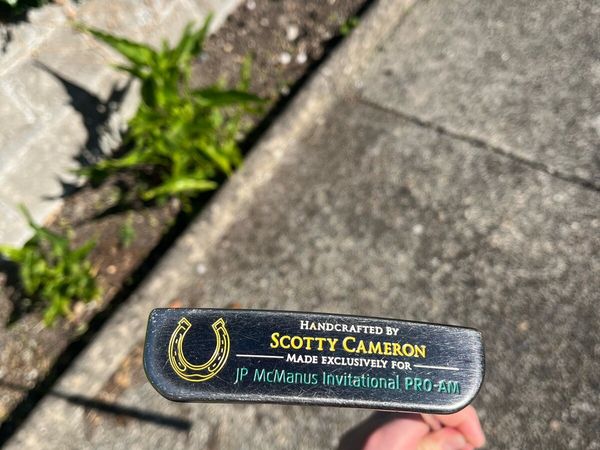 HANDCRAFTED BY
SCOTTY CAMERON
MADE EXCLUSIVELY FOR
JP McManus Invitational PRO-AM